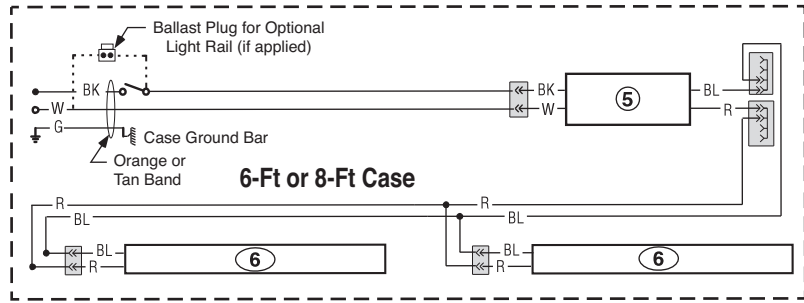 Ballast Plug for Optional
Light Rail (if applied)
BK
W
G
Case Ground Bar
Orange or
Tan Band
BK
W
5
BL
R
6-Ft or 8-Ft Case
R
BL
R
BL
BL
R
6
BL
R
6